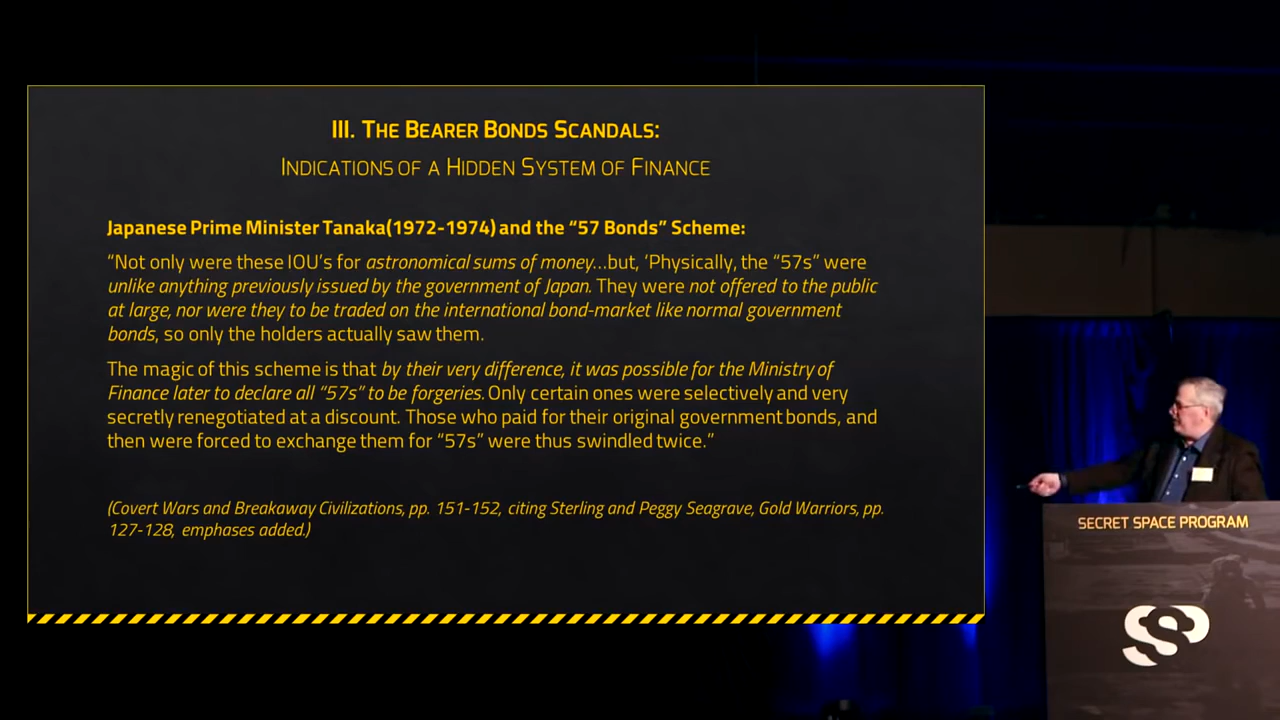 III. THE BEARER BONDS SCANDALS:
INDICATIONS OF A HIDDEN SYSTEM OF FINANCE
Japanese Prime Minister Tanaka(1972-1974) and the “57 Bonds” Scheme:
“Not only were these IOU’s for astronomical sums of money…but, ‘Physically, the “57s” were
unlike anything previously issued by the government of Japan. They were not offered to the public
at large, nor were they to be traded on the international bond-market like normal government
bonds, so only the holders actually saw them.
The magic of this scheme is that by their very difference, it was possible for the Ministry of
Finance later to declare all “57s” to be forgeries. Only certain ones were selectively and very
secretly renegotiated at a discount. Those who paid for their original government bonds, and
then were forced to exchange them for “57s” were thus swindled twice.”
(Covert Wars and Breakaway Civilizations, pp. 151-152, citing Sterling and Peggy Seagrave, Gold Warriors, pp.
127-128, emphases added.)
SECRET SPACE PROGRAM
SSP